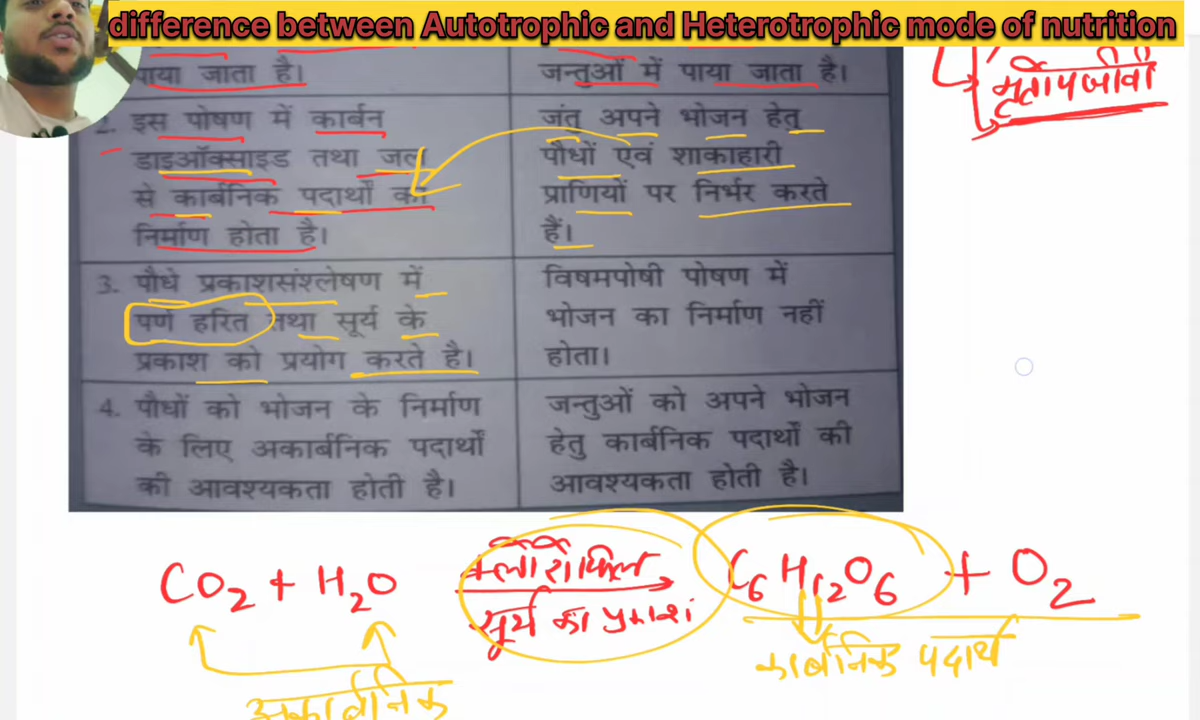 difference between Autotrophic and Heterotrophic mode of nutrition
पाया जाता है।
जन्तुओं में पाया जाता है।
मृतोपजीवी
2. इस पोषण में कार्बन
डाइऑक्साइड तथा जल
से कार्बनिक पदार्थों का
निर्माण होता है।
जंतु अपने भोजन हेतु
पौधों एवं शाकाहारी
प्राणियों पर निर्भर करते
हैं।
3. पौधे प्रकाशसंश्लेषण में
पर्ण हरित तथा सूर्य के
प्रकाश को प्रयोग करते है।
विषमपोषी पोषण में
भोजन का निर्माण नहीं
होता।
4. पौधों को भोजन के निर्माण
के लिए अकार्बनिक पदार्थों
की आवश्यकता होती है।
जन्तुओं को अपने भोजन
हेतु कार्बनिक पदार्थों की
आवश्यकता होती है।
CO2 + H2O क्लोरोफिल C6H12O6 + O2
सूर्य का प्रकाश
अकार्बनिक
कार्बनिक पदार्थ